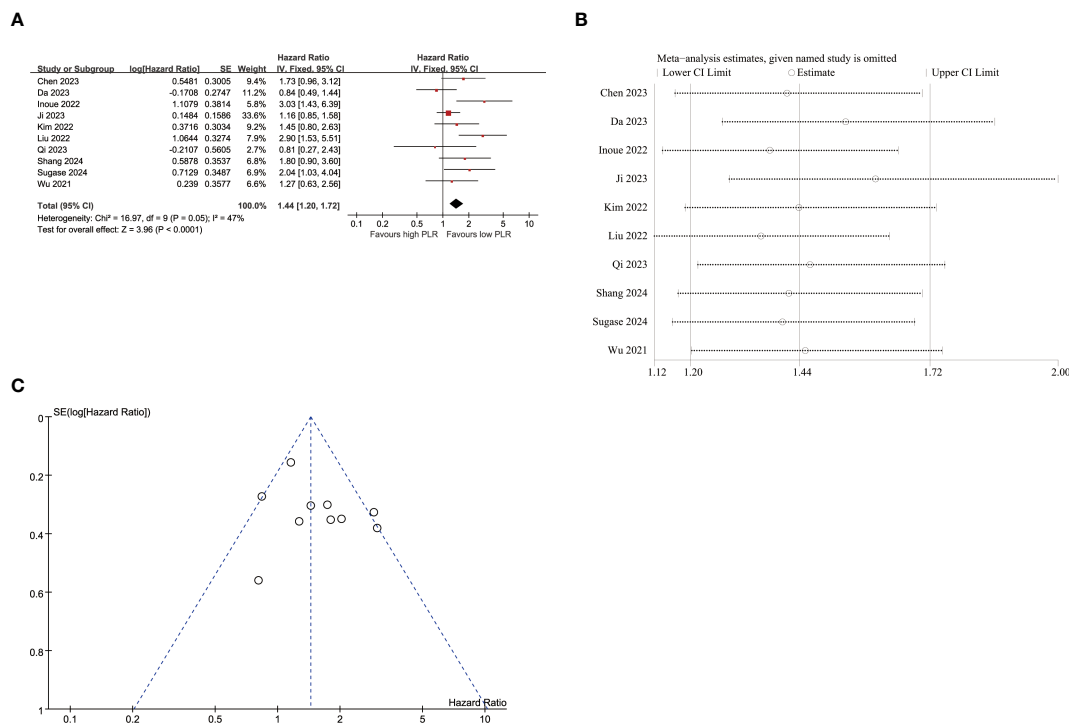 A
Hazard Ratio Hazard Ratio
Study or Subgroup log[Hazard Ratio] SE Weight IV. Fixed. 95% CI IV. Fixed. 95% CI
Chen 2023 0.5481 0.3005 9.4% 1.73 [0.96, 3.12]
Da 2023 -0.1708 0.2747 11.2% 0.84 [0.49, 1.44]
Inoue 2022 1.1079 0.3814 5.8% 3.03 [1.43, 6.39]
Ji 2023 0.1484 0.1586 33.6% 1.16 [0.85, 1.58]
Kim 2022 0.3716 0.3034 9.2% 1.45 [0.80, 2.63]
Liu 2022 1.0644 0.3274 7.9% 2.90 [1.53, 5.51]
Qi 2023 -0.2107 0.5605 2.7% 0.81 [0.27, 2.43]
Shang 2024 0.5878 0.3537 6.8% 1.80 [0.90, 3.60]
Sugase 2024 0.7129 0.3487 6.9% 2.04 [1.03, 4.04]
Wu 2021 0.239 0.3577 6.6% 1.27 [0.63, 2.56]
Total (95% CI) 100.0% 1.44 [1.20, 1.72]
Heterogeneity: Chi² = 16.97, df = 9 (P = 0.05); I² = 47%
Test for overall effect: Z = 3.96 (P < 0.0001)
0.1 0.2 0.5 1 2 5 10
Favours high PLR Favours low PLR
B
Meta−analysis estimates, given named study is omitted
Lower CI Limit Estimate Upper CI Limit
Chen 2023
Da 2023
Inoue 2022
Ji 2023
Kim 2022
Liu 2022
Qi 2023
Shang 2024
Sugase 2024
Wu 2021
1.12 1.20 1.44 1.72 2.00
C
SE(log[Hazard Ratio])
0
0.2
0.4
0.6
0.8
1
Hazard Ratio
0.1 0.2 0.5 1 2 5 10